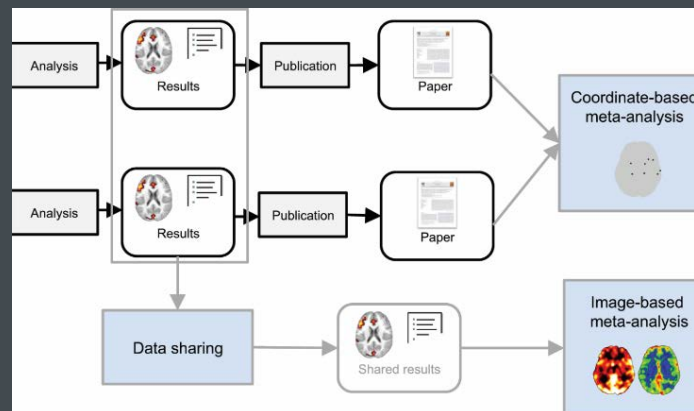 Analysis
Results
Publication
Paper
Coordinate-based
meta-analysis
Analysis
Results
Publication
Paper
Data sharing
Shared results
Image-based
meta-analysis